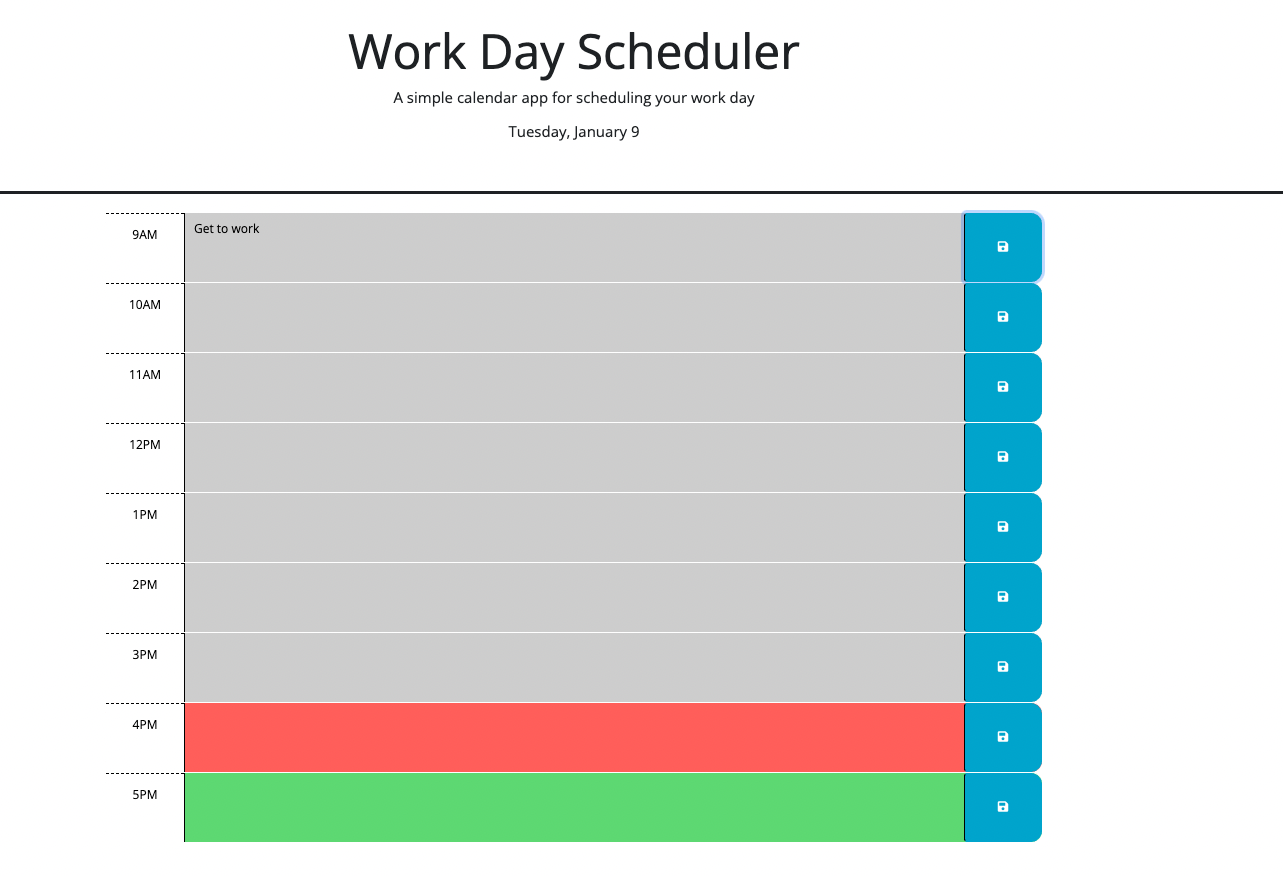 Work Day Scheduler
A simple calendar app for scheduling your work day
Tuesday, January 9
9AM
Get to work
10AM
11AM
12PM
1PM
2PM
3PM
4PM
5PM